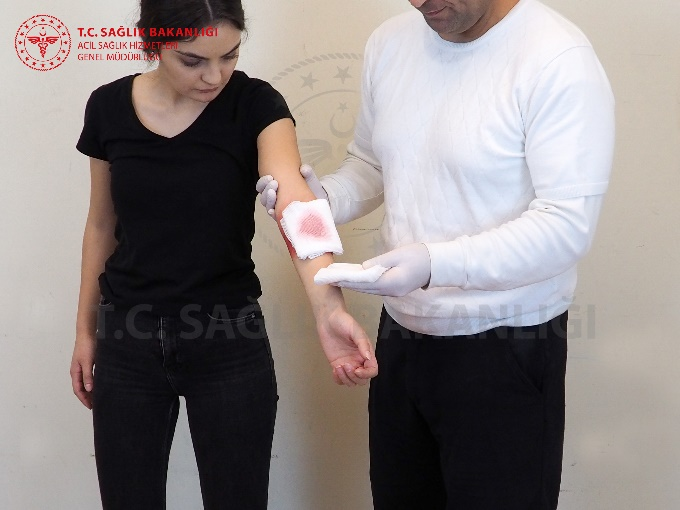 T.C. SAĞLIK BAKANLIĞI
ACİL SAĞLIK HİZMETLERİ
GENEL MÜDÜRLÜĞÜ
T.C. SAĞLIK BAKANLIĞI